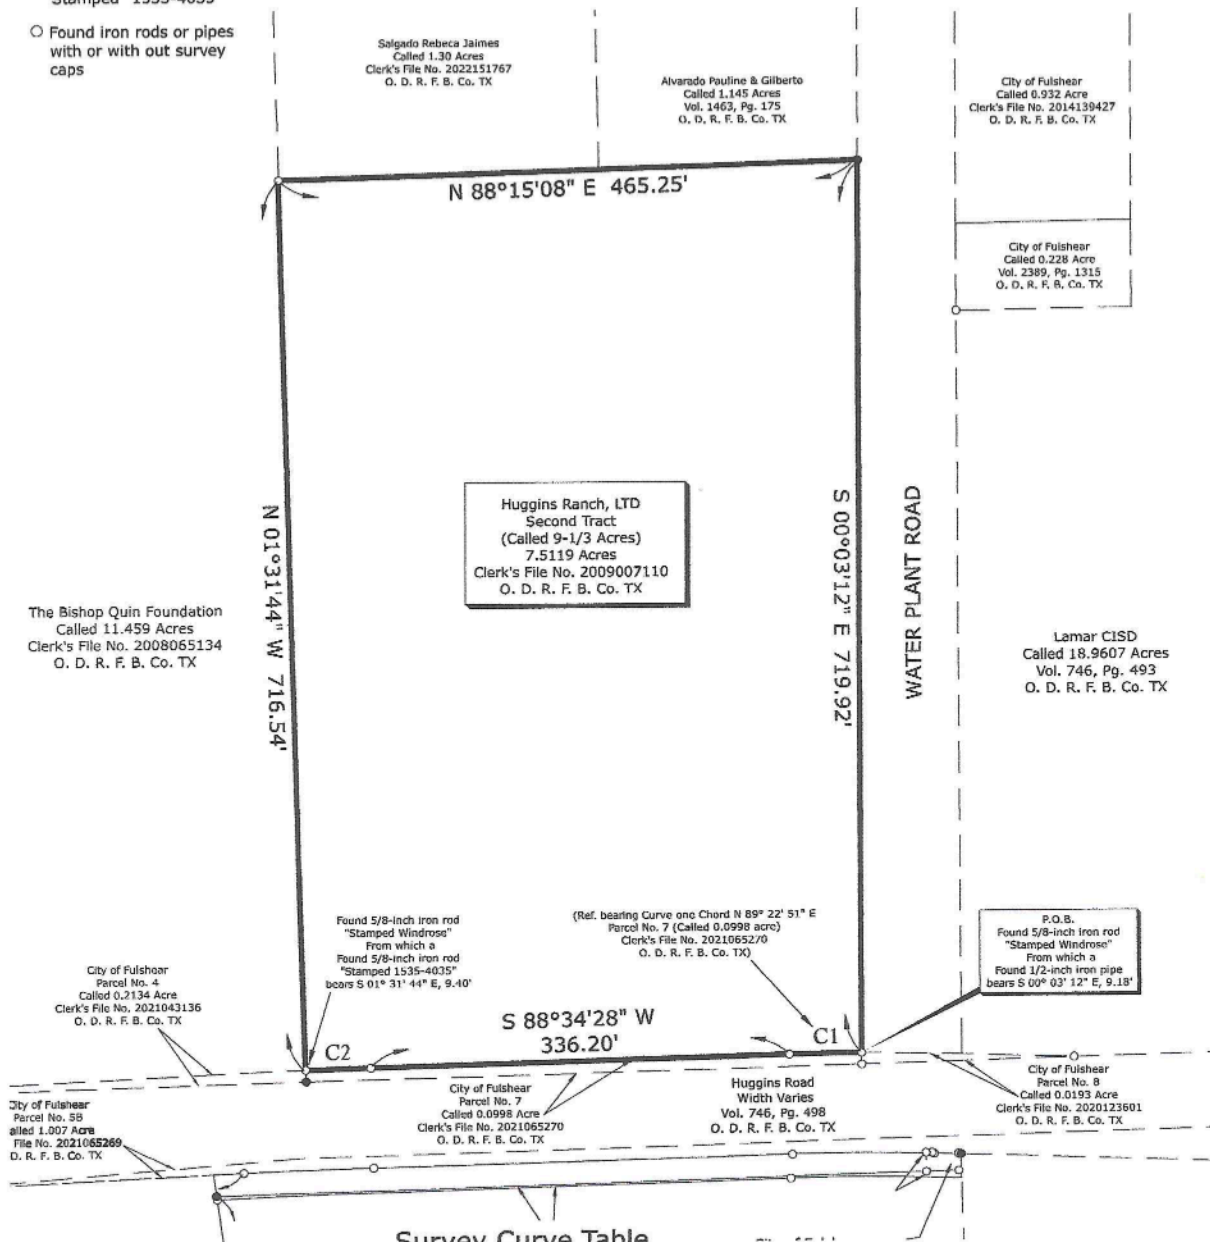 Stamped "1535-4035"
Found iron rods or pipes
with or with out survey
caps
Salgado Rebeca Jaimes
Called 1.30 Acres
Clerk's File No. 2022151767
O. D. R. F. B. Co. TX
Alvarado Pauline & Gilberto
Called 1.145 Acres
Vol. 1463, Pg. 175
O. D. R. F. B. Co. TX
City of Fulshear
Called 0.932 Acre
Clerk's File No. 2014139427
O. D. R. F. B. Co. TX
N 88°15'08" E 465.25'
City of Fulshear
Called 0.228 Acre
Vol. 2389, Pg. 1315
O. D. R. F. B. Co. TX
N 01°31'44" W 716.54'
Huggins Ranch, LTD
Second Tract
(Called 9-1/3 Acres)
7.5119 Acres
Clerk's File No. 2009007110
O. D. R. F. B. Co. TX
S 00°03'12" E 719.92'
WATER PLANT ROAD
The Bishop Quin Foundation
Called 11.459 Acres
Clerk's File No. 2008065134
O. D. R. F. B. Co. TX
Lamar CISD
Called 18.9607 Acres
Vol. 746, Pg. 493
O. D. R. F. B. Co. TX
Found 5/8-inch iron rod
"Stamped Windrose"
From which a
Found 5/8-inch iron rod
"Stamped 1535-4035"
bears S 01° 31' 44" E, 9.40'
(Ref. bearing Curve one Chord N 89° 22' 51" E
Parcel No. 7 (Called 0.0998 acre)
Clerk's File No. 2021065270
O. D. R. F. B. Co. TX)
P.O.B.
Found 5/8-inch iron rod
"Stamped Windrose"
From which a
Found 1/2-inch iron pipe
bears S 00° 03' 12" E, 9.18'
City of Fulshear
Parcel No. 4
Called 0.2134 Acre
Clerk's File No. 2021043136
O. D. R. F. B. Co. TX
C2
S 88°34'28" W
336.20'
C1
City of Fulshear
Parcel No. 5B
alled 1.007 Acre
File No. 2021065269
D. R. F. B. Co. TX
City of Fulshear
Parcel No. 7
Called 0.0998 Acre
Clerk's File No. 2021065270
O. D. R. F. B. Co. TX
Huggins Road
Width Varies
Vol. 746, Pg. 498
O. D. R. F. B. Co. TX
City of Fulshear
Parcel No. 8
Called 0.0193 Acre
Clerk's File No. 2020123601
O. D. R. F. B. Co. TX
Survey Curve Table